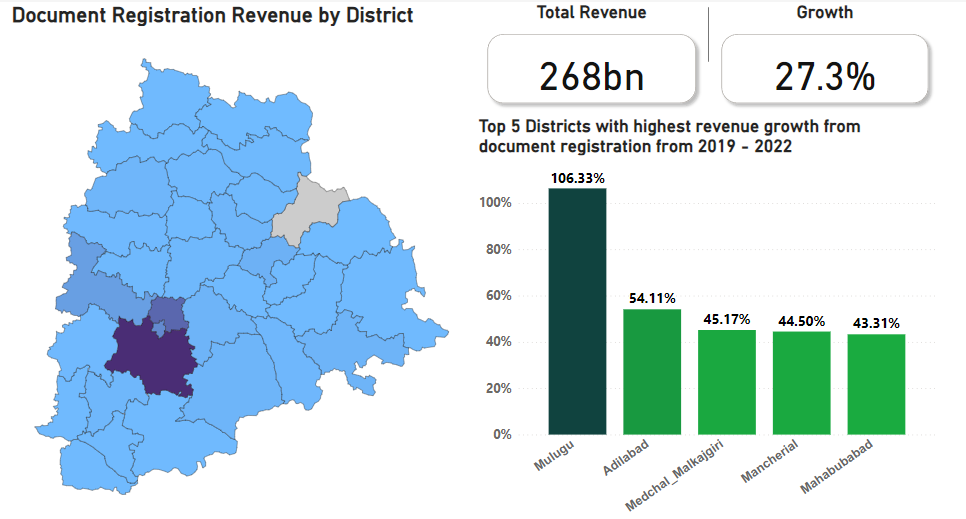 Document Registration Revenue by District
Total Revenue
Growth
268bn
27.3%
Top 5 Districts with highest revenue growth from
document registration from 2019 - 2022
106.33%
54.11%
45.17%
44.50%
43.31%
100%
80%
60%
40%
20%
0%
Mulugu
Adilabad
Medchal_Malkajgiri
Mancherial
Mahabubabad